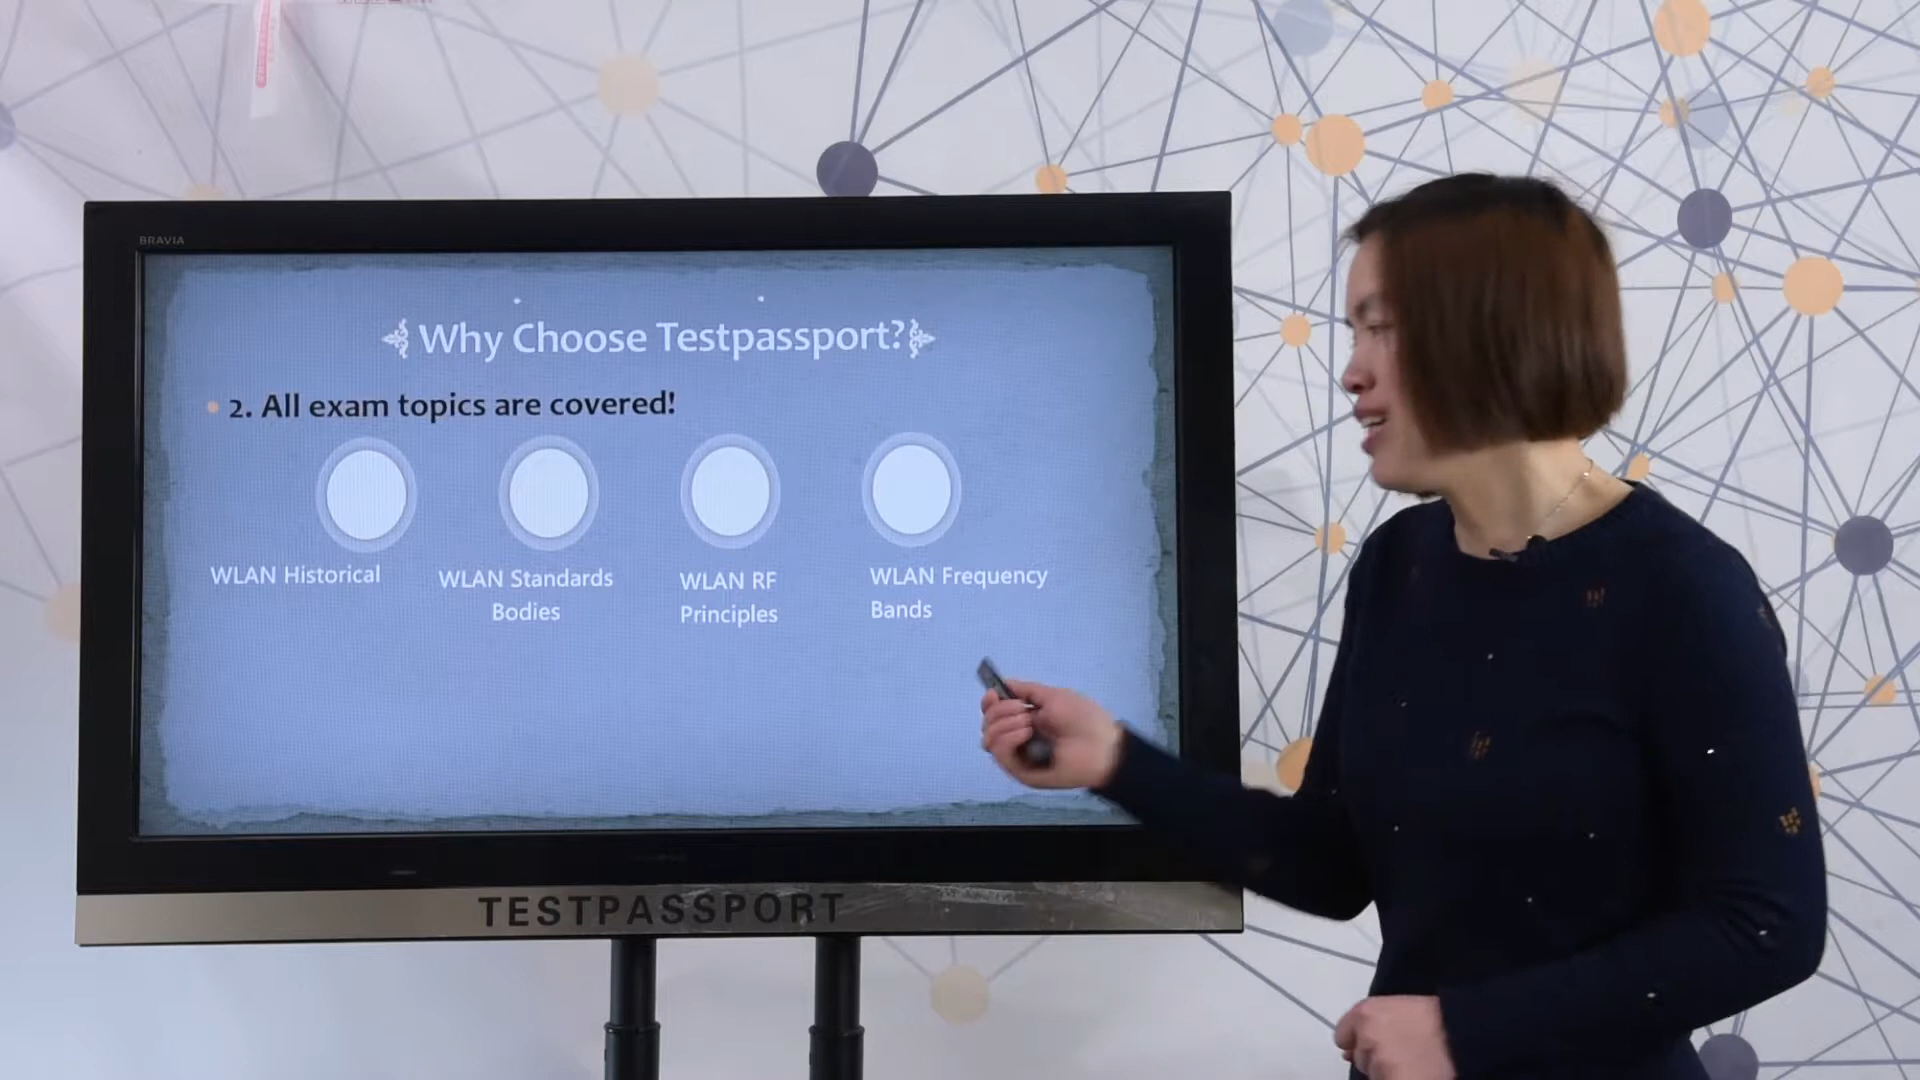 BRAVIA
Why Choose Testpassport?
• 2. All exam topics are covered!
WLAN Historical
WLAN Standards
Bodies
WLAN RF
Principles
WLAN Frequency
Bands
TESTPASSPORT